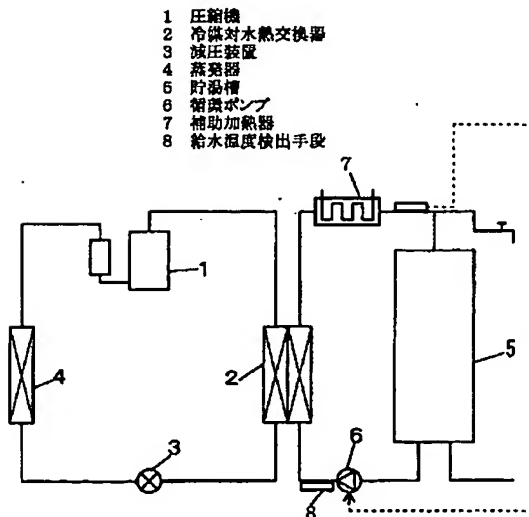 1 圧縮機
2 冷媒対水熱交換器
3 減圧装置
4 蒸発器
5 貯湯槽
6 循環ポンプ
7 補助加熱器
8 給水温度検出手段
7
1
4
2
5
3
6
8